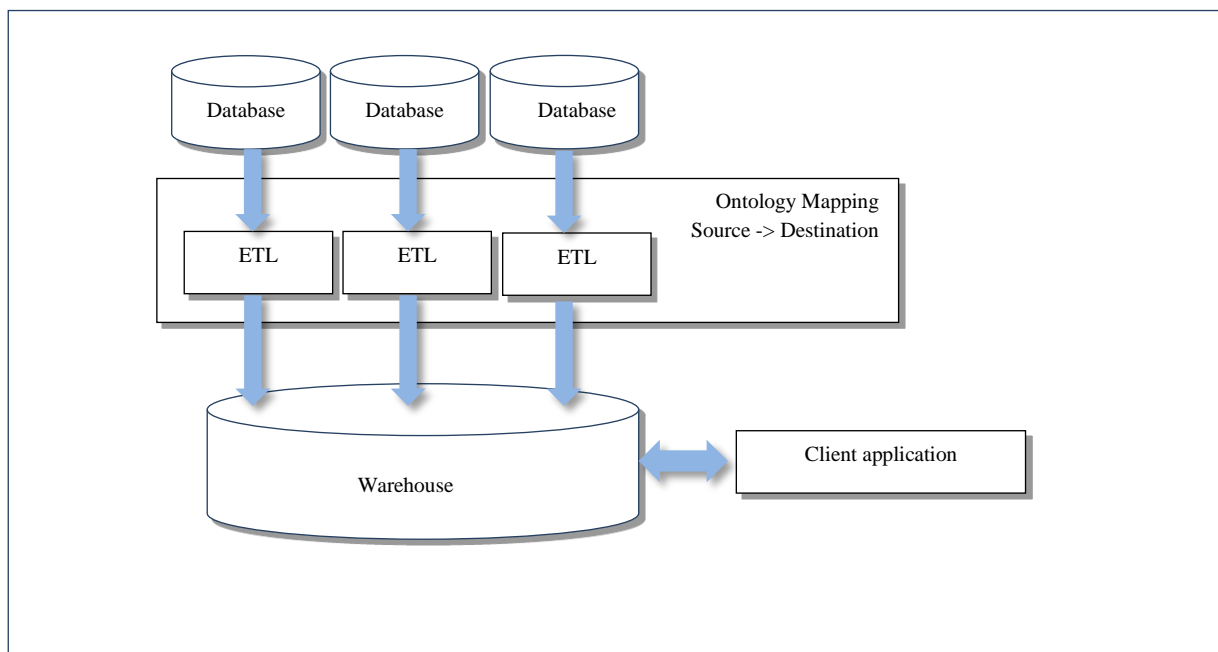 Database
Database
Database
Ontology Mapping
Source -> Destination
ETL
ETL
ETL
Warehouse
Client application